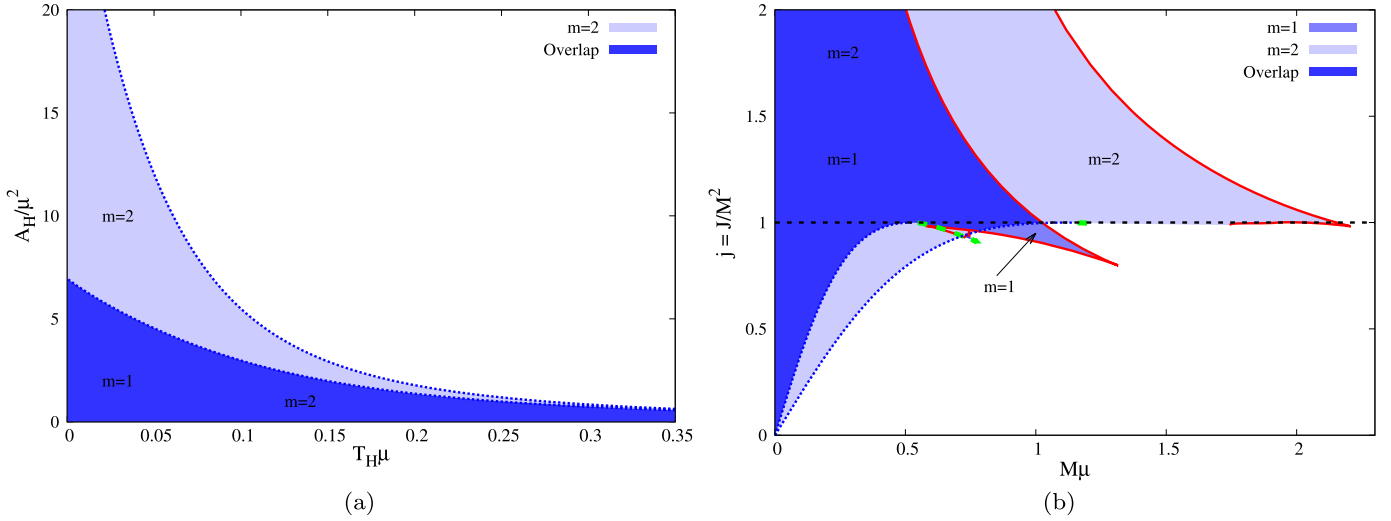 20
15
10
5
0
A_H/μ^2
m=2
Overlap
m=2
m=1
m=2
0
0.05
0.1
0.15
0.2
0.25
0.3
0.35
T_Hμ
(a)
2
1.5
1
0.5
0
j = J/M^2
m=1
m=2
Overlap
m=2
m=1
m=2
m=1
0
0.5
1
1.5
2
Mμ
(b)